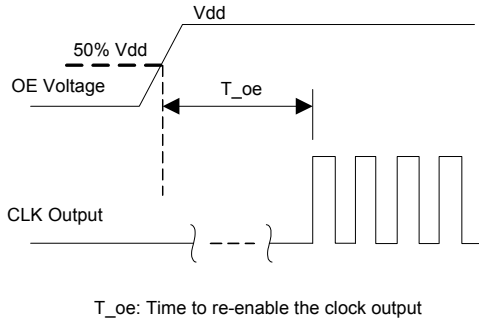 Vdd
50% Vdd
OE Voltage
T_oe
CLK Output
T_oe: Time to re-enable the clock output